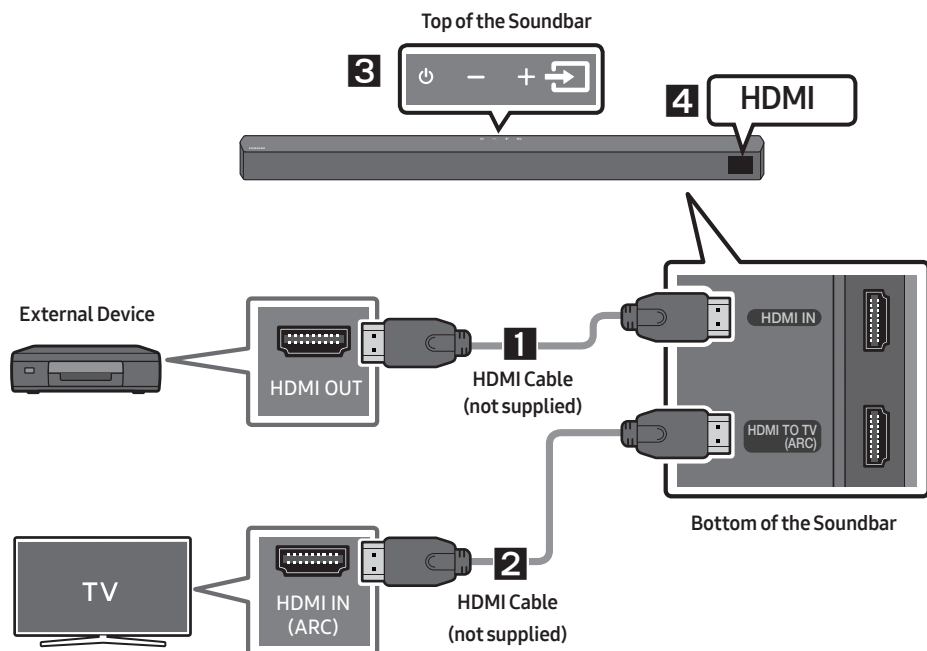 Top of the Soundbar
3
4
HDMI
External Device
HDMI OUT
1
HDMI Cable
(not supplied)
HDMI IN
HDMI TO TV
(ARC)
Bottom of the Soundbar
TV
HDMI IN
(ARC)
2
HDMI Cable
(not supplied)